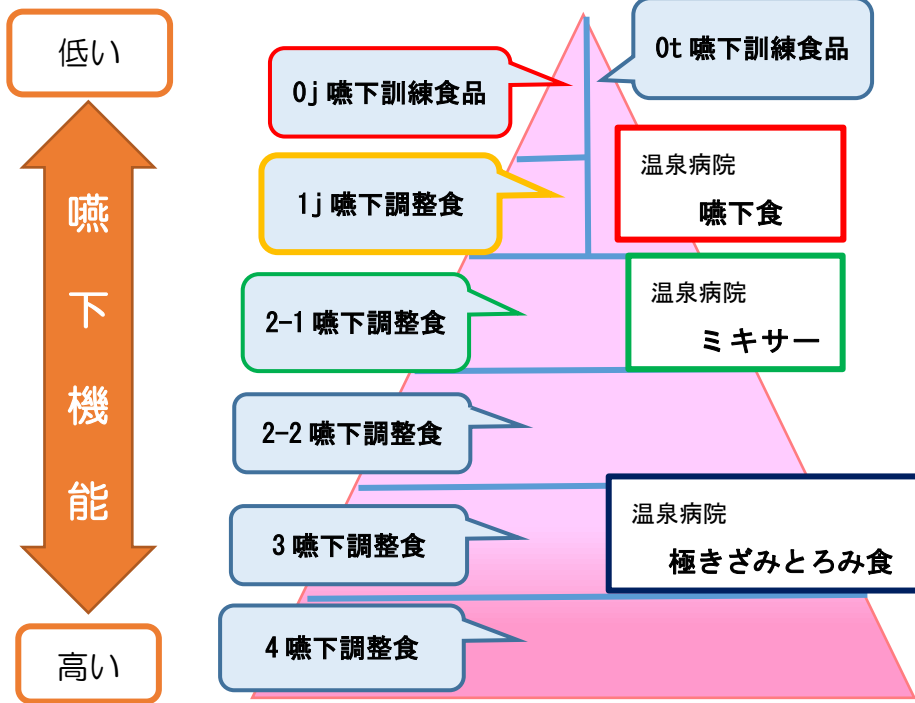 低い
嚥下機能
高い
0j 嚥下訓練食品
0t 嚥下訓練食品
1j 嚥下調整食
温泉病院
嚥下食
2-1 嚥下調整食
温泉病院
ミキサー
2-2 嚥下調整食
3 嚥下調整食
温泉病院
極きざみとろみ食
4 嚥下調整食